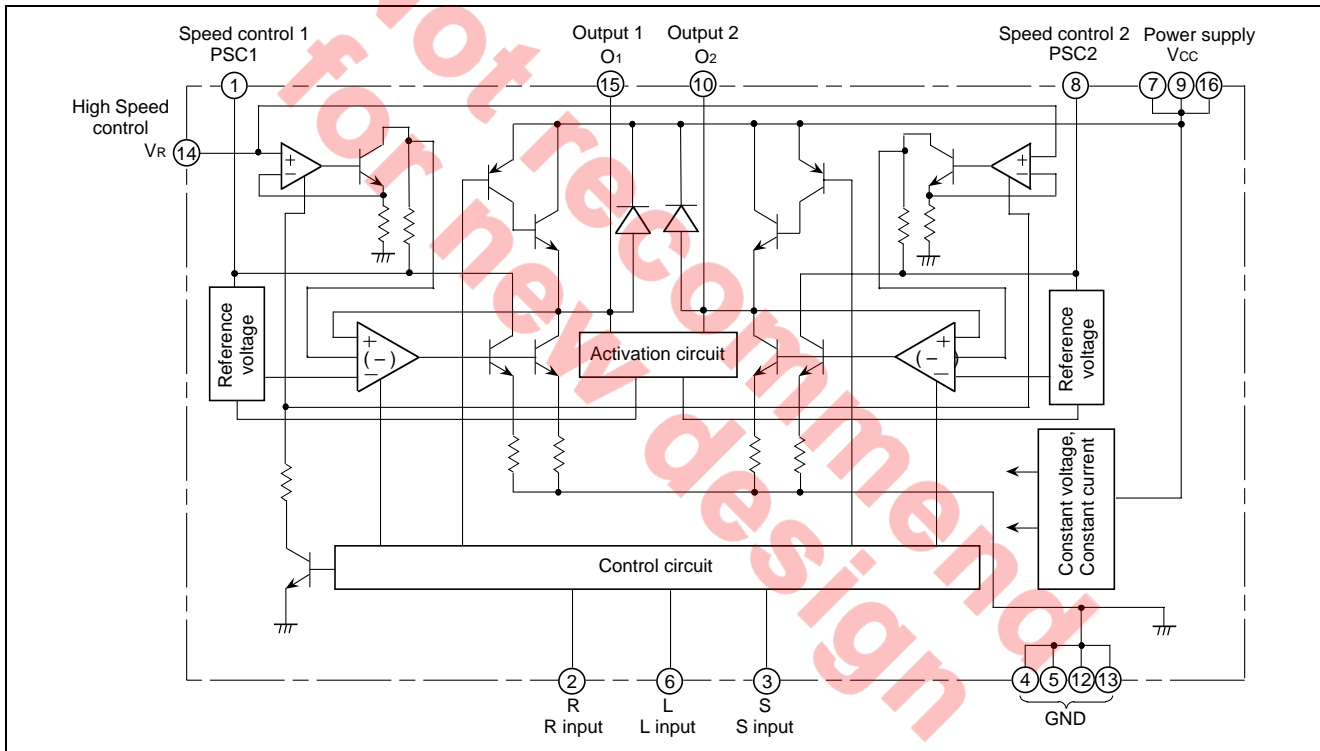 Speed control 1
PSC1
Output 1
O1
Output 2
O2
Speed control 2
PSC2
Power supply
VCC
1
15
10
8
7
9
16
High Speed
control
VR
14
+
−
+
−
Reference
voltage
+
(−)
−
Activation circuit
+
(−)
−
Reference
voltage
Constant voltage,
Constant current
Control circuit
2
6
3
4
5
12
13
R
R input
L
L input
S
S input
GND
Not recommend
for new design